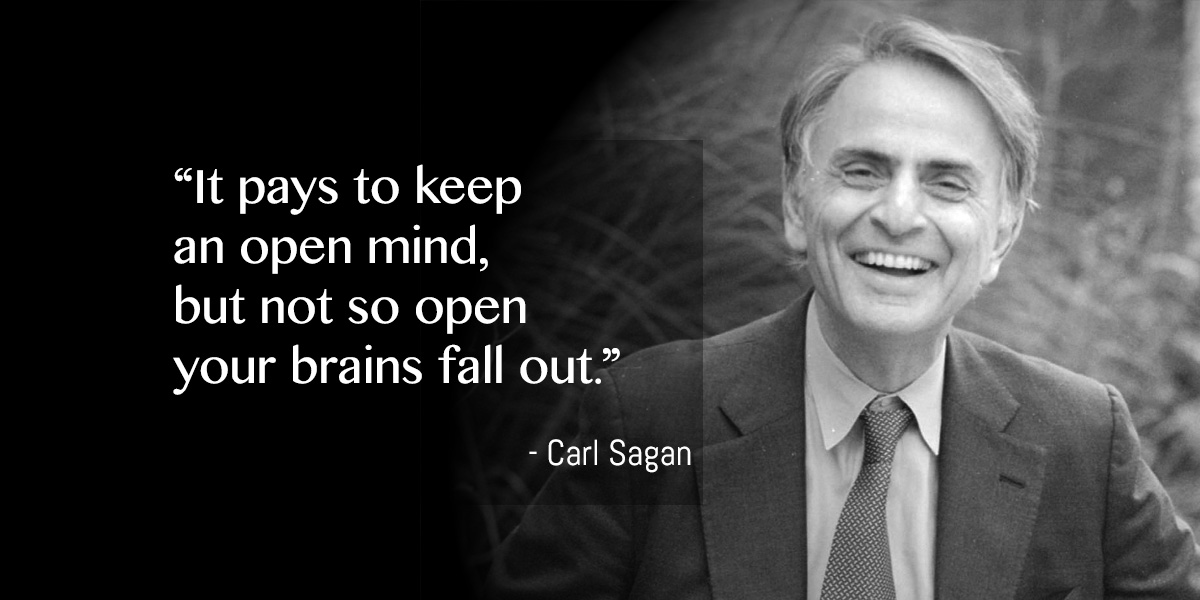 “It pays to keep
an open mind,
but not so open
your brains fall out.”
- Carl Sagan